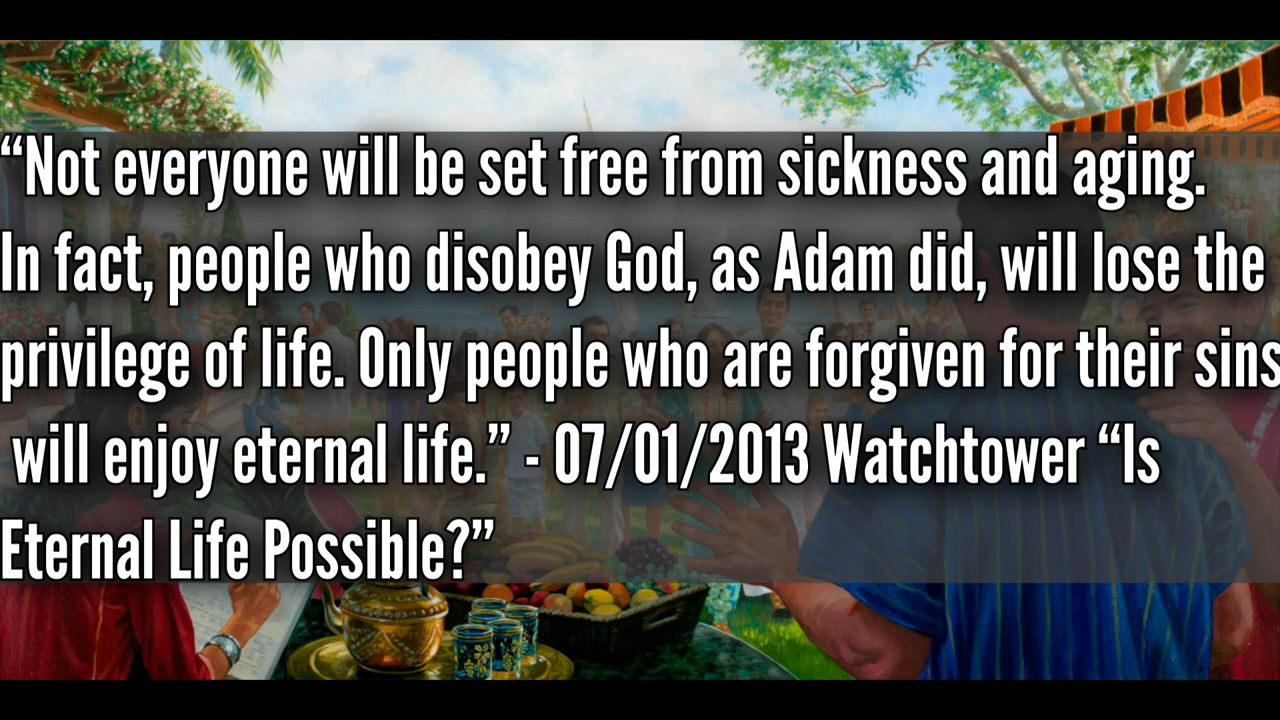 “Not everyone will be set free from sickness and aging.
In fact, people who disobey God, as Adam did, will lose the
privilege of life. Only people who are forgiven for their sins
will enjoy eternal life.” - 07/01/2013 Watchtower “Is
Eternal Life Possible?”